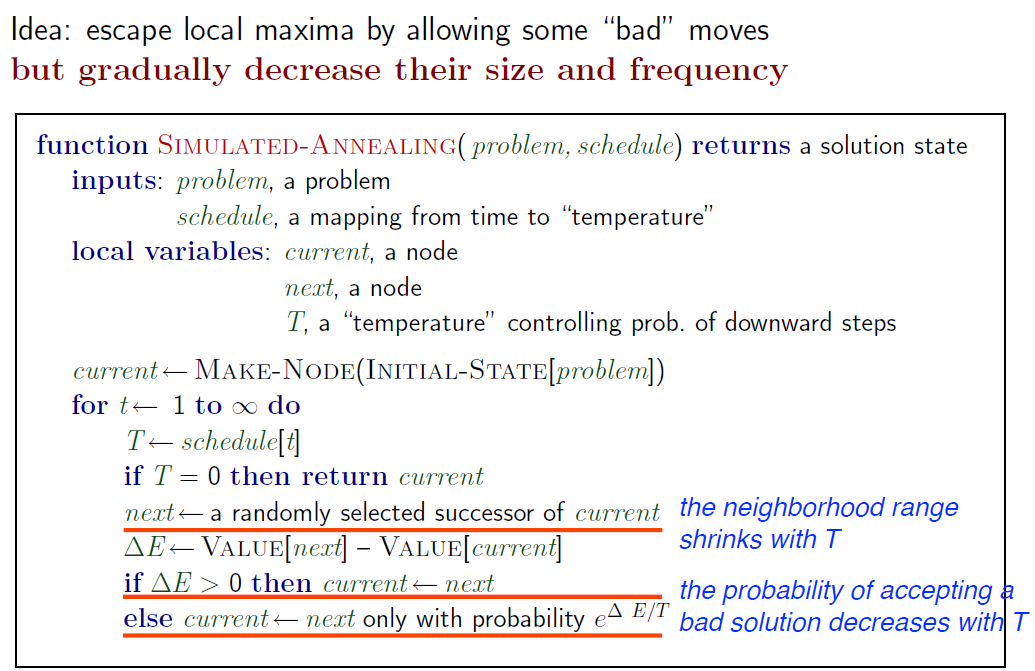 Idea: escape local maxima by allowing some “bad” moves
but gradually decrease their size and frequency
function SIMULATED-ANNEALING( problem, schedule) returns a solution state
inputs: problem, a problem
schedule, a mapping from time to “temperature”
local variables: current, a node
next, a node
T, a “temperature” controlling prob. of downward steps
current ← MAKE-NODE(INITIAL-STATE[problem])
for t ← 1 to ∞ do
T ← schedule[t]
if T = 0 then return current
next ← a randomly selected successor of current
the neighborhood range
shrinks with T
ΔE ← VALUE[next] – VALUE[current]
if ΔE > 0 then current ← next
else current ← next only with probability e^{Δ E/T}
the probability of accepting a
bad solution decreases with T